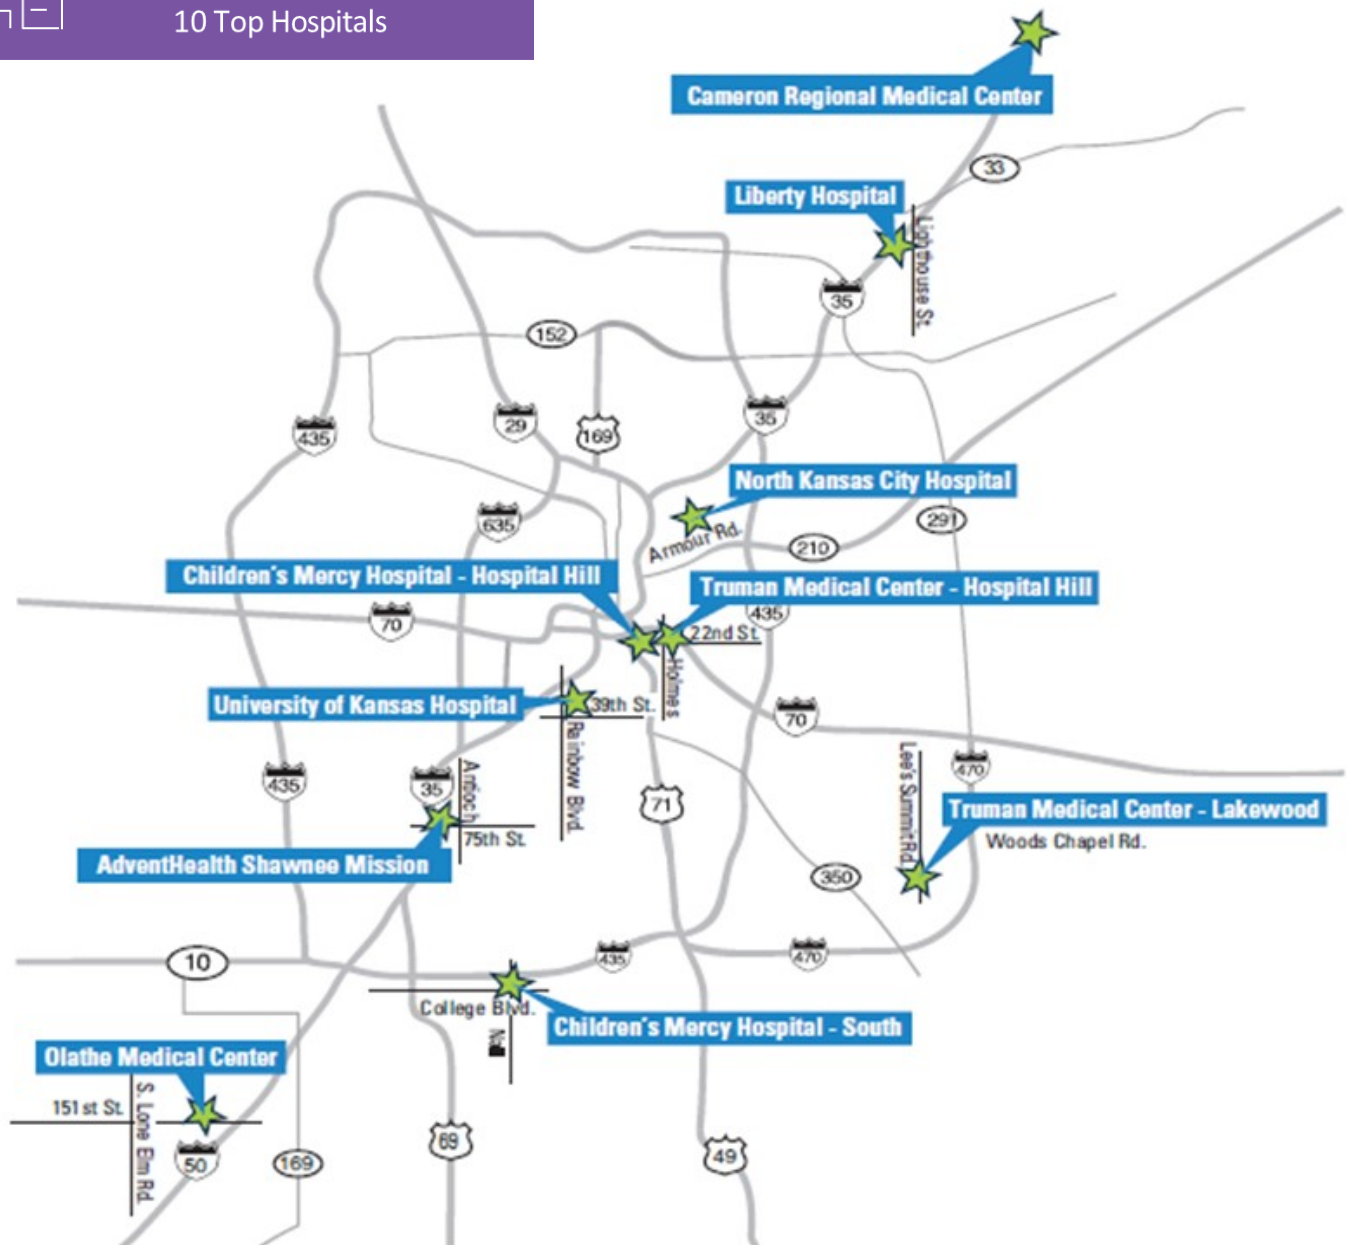 10 Top Hospitals
Cameron Regional Medical Center
33
Liberty Hospital
Lighthouse St.
35
152
435
29
169
35
North Kansas City Hospital
635
Armour Rd.
210
291
Children's Mercy Hospital - Hospital Hill
Truman Medical Center - Hospital Hill
70
435
22nd St.
Holmes
University of Kansas Hospital
39th St.
Rainbow Blvd.
70
435
35
Antioch
71
Lee's Summit Rd.
470
Truman Medical Center - Lakewood
75th St.
Woods Chapel Rd.
AdventHealth Shawnee Mission
350
10
435
470
College Blvd.
Children's Mercy Hospital - South
Olathe Medical Center
151st St.
S. Lone Elm Rd.
50
169
69
49